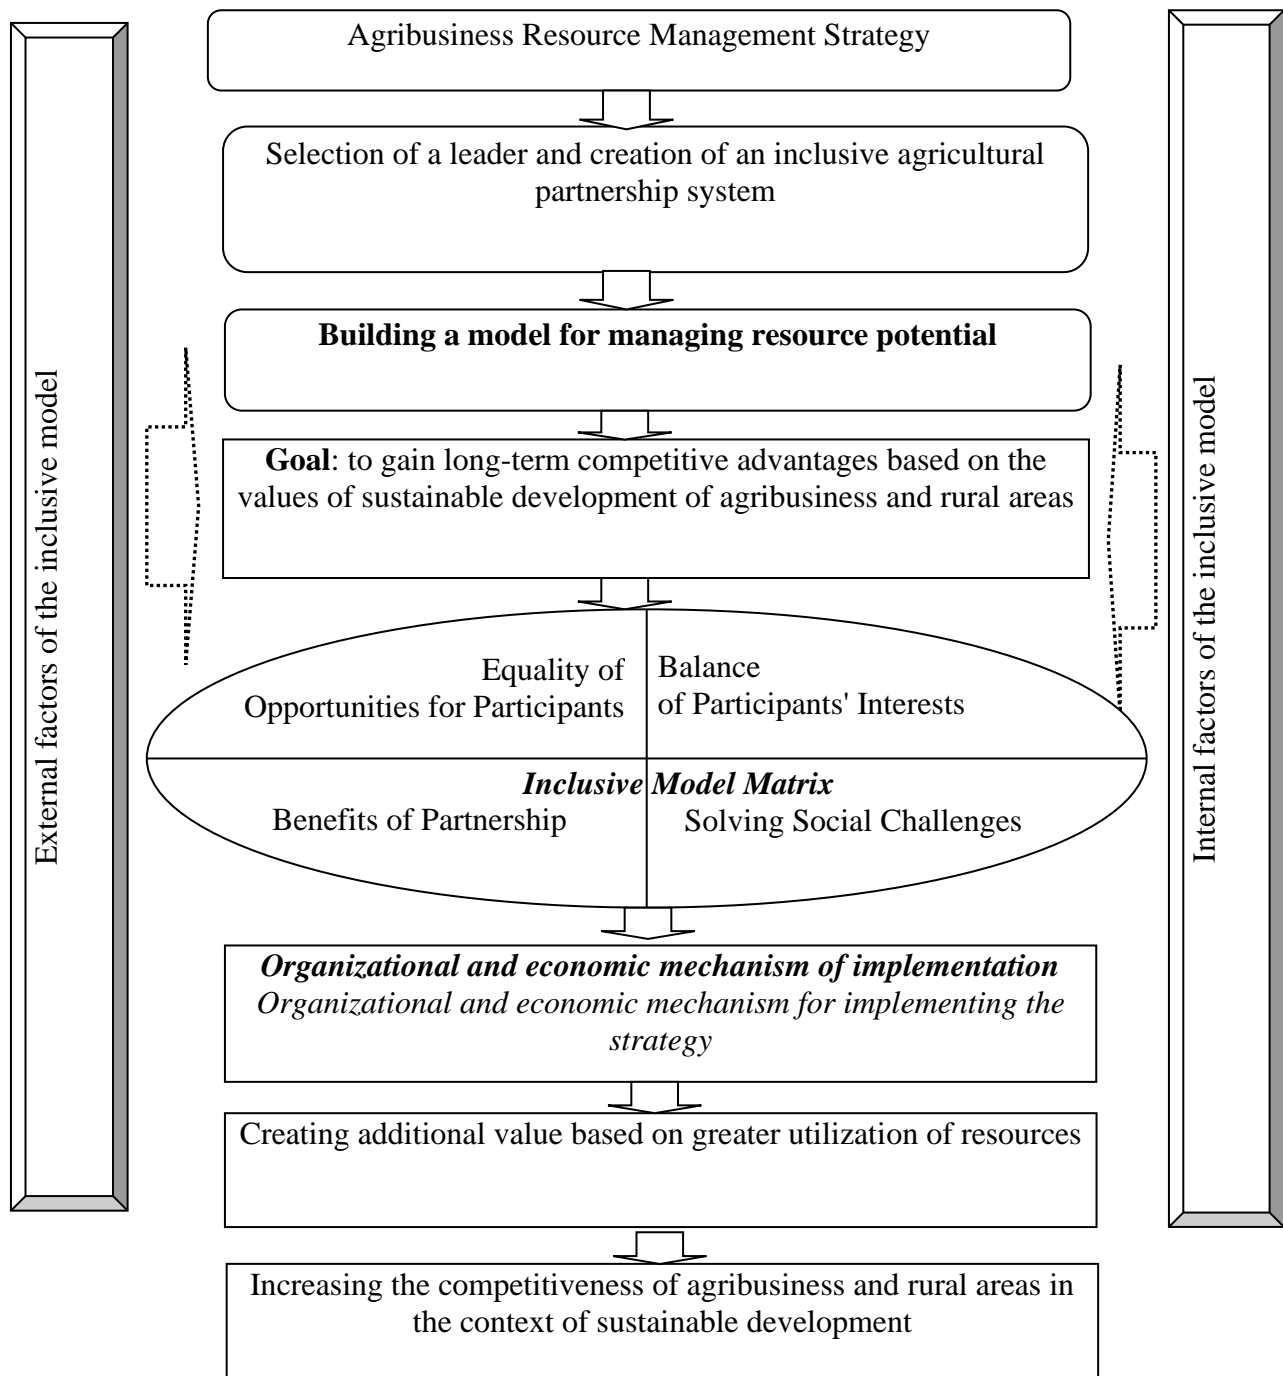 Agribusiness Resource Management Strategy
Selection of a leader and creation of an inclusive agricultural
partnership system
Building a model for managing resource potential
Goal: to gain long-term competitive advantages based on the
values of sustainable development of agribusiness and rural areas
External factors of the inclusive model
Internal factors of the inclusive model
Equality of
Opportunities for Participants
Balance
of Participants' Interests
Inclusive Model Matrix
Benefits of Partnership
Solving Social Challenges
Organizational and economic mechanism of implementation
Organizational and economic mechanism for implementing the
strategy
Creating additional value based on greater utilization of resources
Increasing the competitiveness of agribusiness and rural areas in
the context of sustainable development